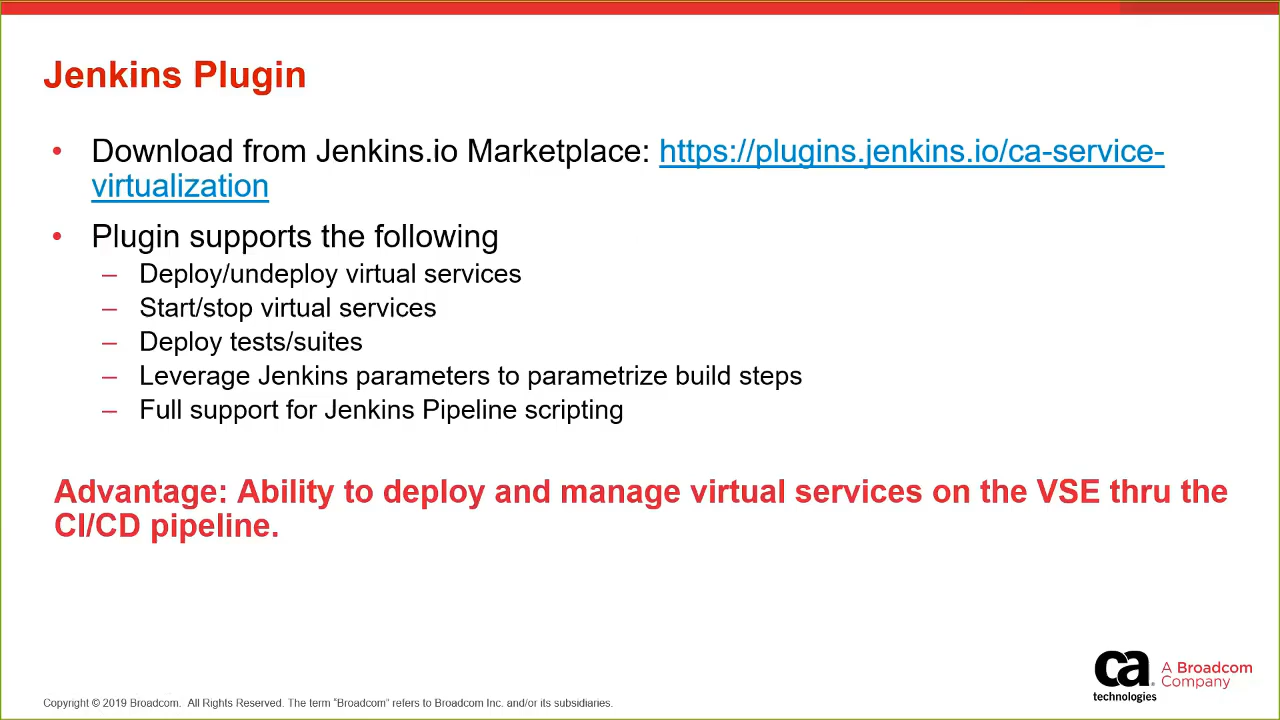 Jenkins Plugin
• Download from Jenkins.io Marketplace: https://plugins.jenkins.io/ca-service-
virtualization
• Plugin supports the following
– Deploy/undeploy virtual services
– Start/stop virtual services
– Deploy tests/suites
– Leverage Jenkins parameters to parametrize build steps
– Full support for Jenkins Pipeline scripting
Advantage: Ability to deploy and manage virtual services on the VSE thru the
CI/CD pipeline.
ca
technologies
A Broadcom
Company
Copyright © 2019 Broadcom. All Rights Reserved. The term “Broadcom” refers to Broadcom Inc. and/or its subsidiaries.